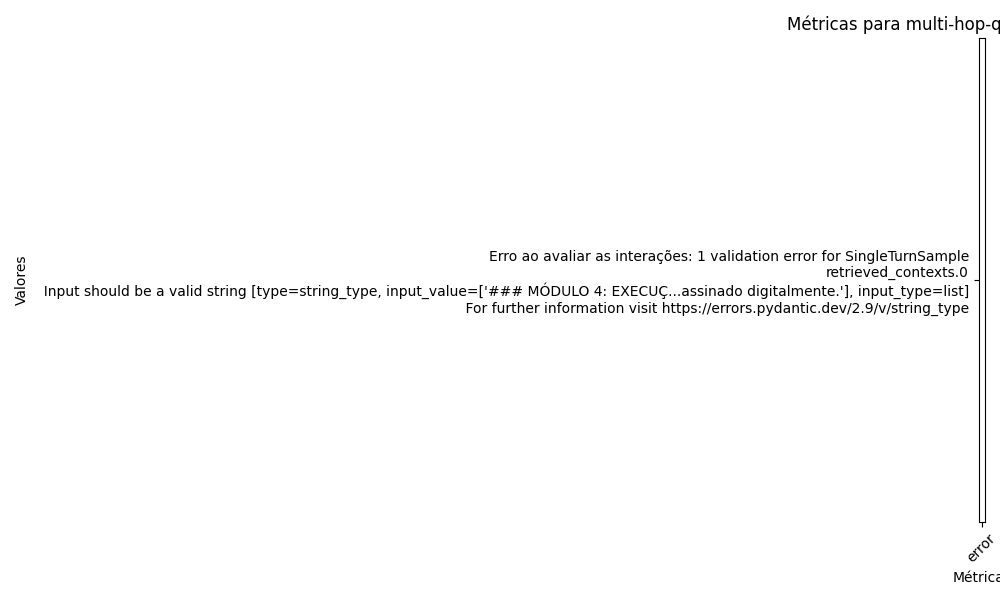 Métricas para multi-hop-q
Valores
Erro ao avaliar as interações: 1 validation error for SingleTurnSample
retrieved_contexts.0
Input should be a valid string [type=string_type, input_value=['### MÓDULO 4: EXECUÇ...assinado digitalmente.'], input_type=list]
For further information visit https://errors.pydantic.dev/2.9/v/string_type
error
Métrica